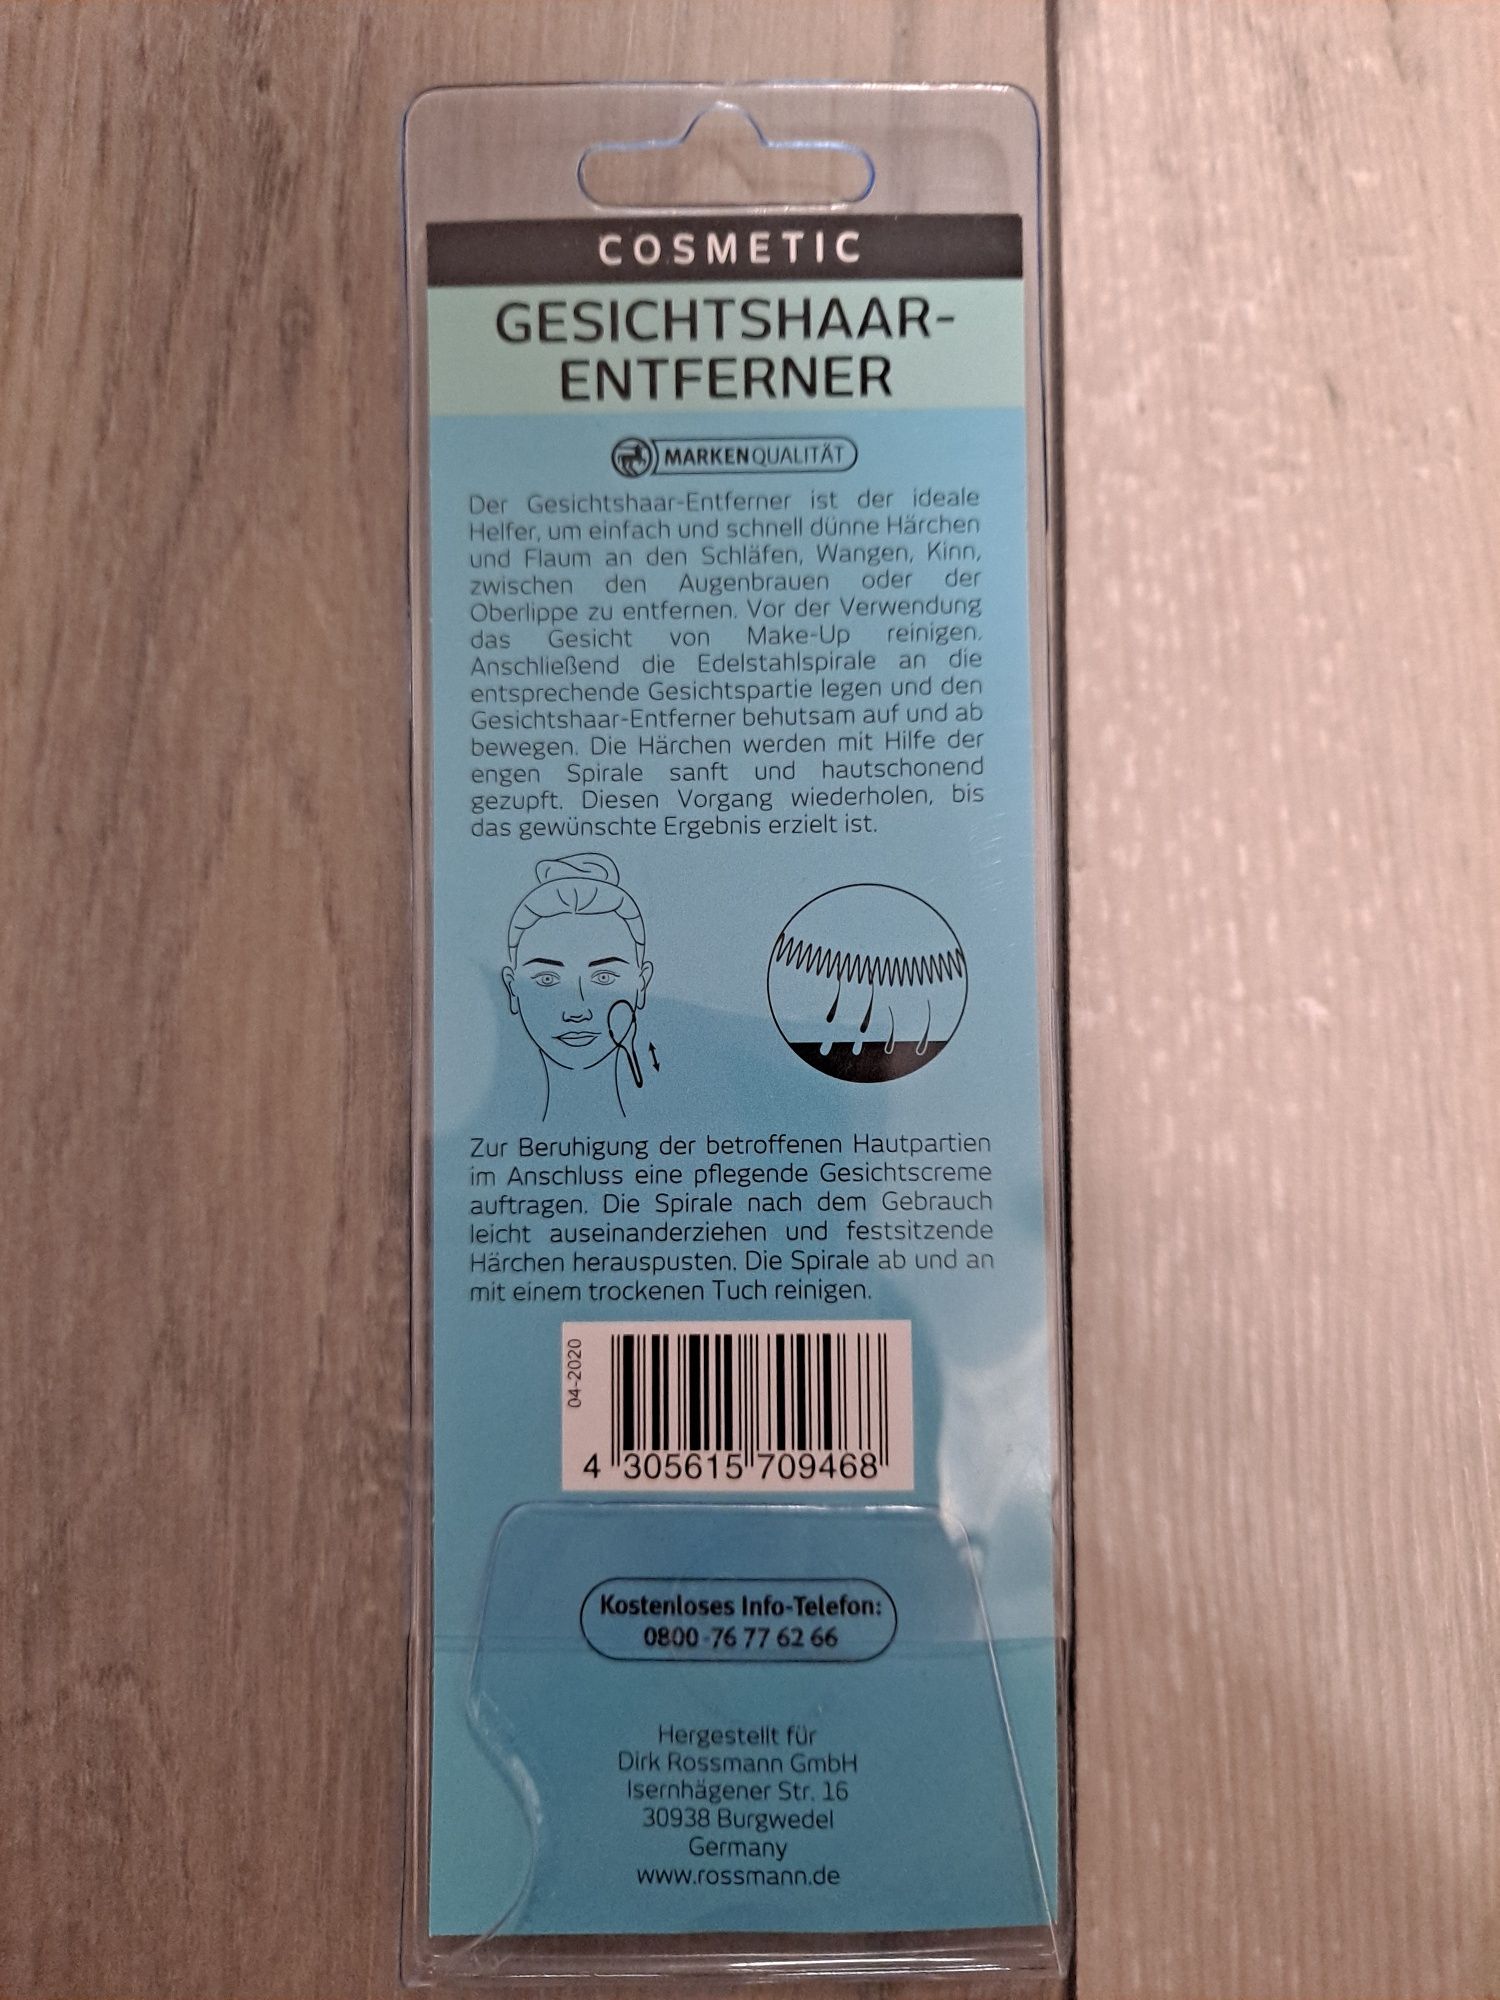 COSMETIC
GESICHTSHAAR-
ENTFERNER
MARKENQUALITÄT
Der Gesichtshaar-Entferner ist der ideale
Helfer, um einfach und schnell dünne Härchen
und Flaum an den Schläfen, Wangen, Kinn,
zwischen den Augenbrauen oder der
Oberlippe zu entfernen. Vor der Verwendung
das Gesicht von Make-Up reinigen.
Anschließend die Edelstahlspirale an die
entsprechende Gesichtspartie legen und den
Gesichtshaar-Entferner behutsam auf und ab
bewegen. Die Härchen werden mit Hilfe der
engen Spirale sanft und hautschonend
gezupft. Diesen Vorgang wiederholen, bis
das gewünschte Ergebnis erzielt ist.
Zur Beruhigung der betroffenen Hautpartien
im Anschluss eine pflegende Gesichtscreme
auftragen. Die Spirale nach dem Gebrauch
leicht auseinanderziehen und festsitzende
Härchen herauspusten. Die Spirale ab und an
mit einem trockenen Tuch reinigen.
04-2020
4 305615 709468
Kostenloses Info-Telefon:
0800-76 77 62 66
Hergestellt für
Dirk Rossmann GmbH
Isernhägener Str. 16
30938 Burgwedel
Germany
www.rossmann.de